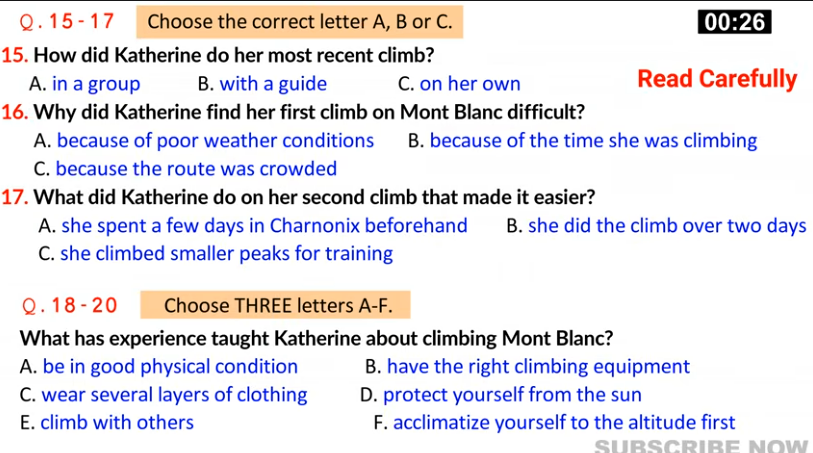 Q.15-17 Choose the correct letter A, B or C. 00:26
15. How did Katherine do her most recent climb?
A. in a group B. with a guide C. on her own Read Carefully
16. Why did Katherine find her first climb on Mont Blanc difficult?
A. because of poor weather conditions B. because of the time she was climbing
C. because the route was crowded
17. What did Katherine do on her second climb that made it easier?
A. she spent a few days in Charnonix beforehand B. she did the climb over two days
C. she climbed smaller peaks for training
Q.18-20 Choose THREE letters A-F.
What has experience taught Katherine about climbing Mont Blanc?
A. be in good physical condition B. have the right climbing equipment
C. wear several layers of clothing D. protect yourself from the sun
E. climb with others F. acclimatize yourself to the altitude first
SUBSCRIBE NOW